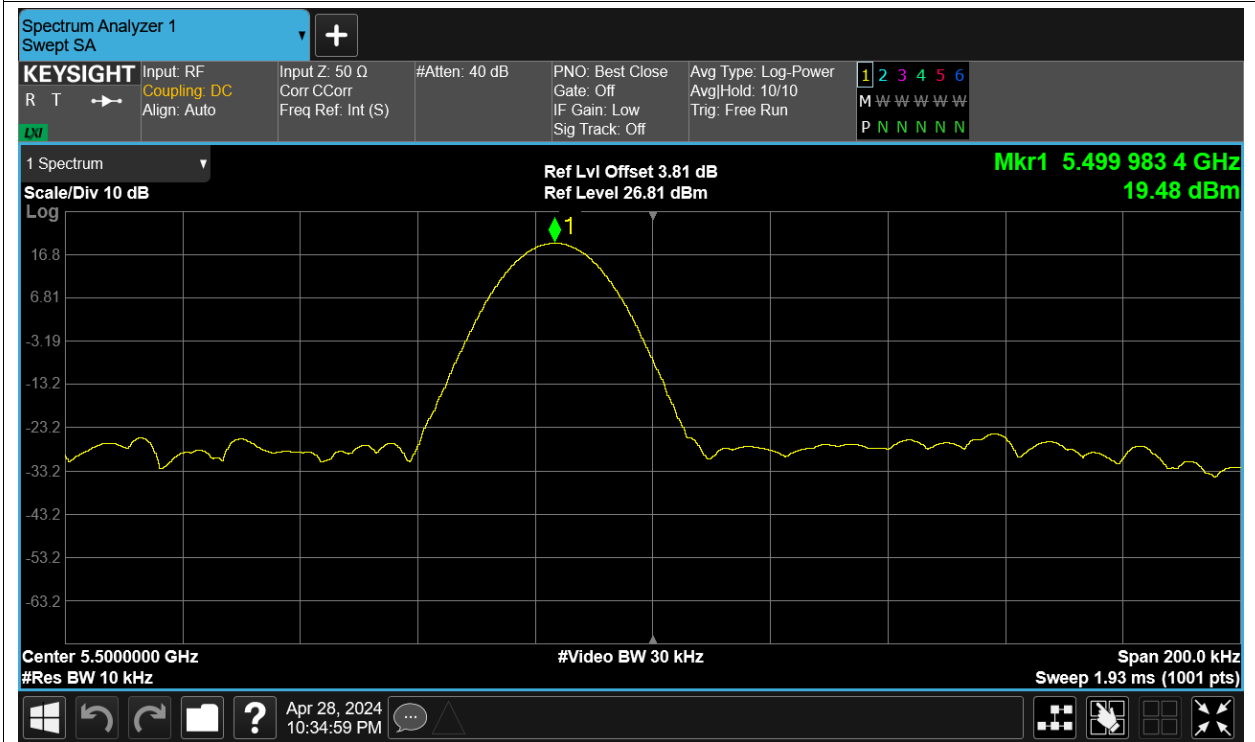 Spectrum Analyzer 1
Swept SA
+
KEYSIGHT Input: RF Input Z: 50 Ω #Atten: 40 dB PNO: Best Close Avg Type: Log-Power 1 2 3 4 5 6
R T Coupling: DC Corr CCorr Gate: Off Avg|Hold: 10/10 M W W W W W
Align: Auto Freq Ref: Int (S) IF Gain: Low Trig: Free Run
LXI Sig Track: Off P N N N N N
1 Spectrum Ref Lvl Offset 3.81 dB Mkr1 5.499 983 4 GHz
Scale/Div 10 dB Ref Level 26.81 dBm 19.48 dBm
Log
1
16.8
6.81
-3.19
-13.2
-23.2
-33.2
-43.2
-53.2
-63.2
Center 5.5000000 GHz #Video BW 30 kHz Span 200.0 kHz
#Res BW 10 kHz Sweep 1.93 ms (1001 pts)
? Apr 28, 2024
10:34:59 PM